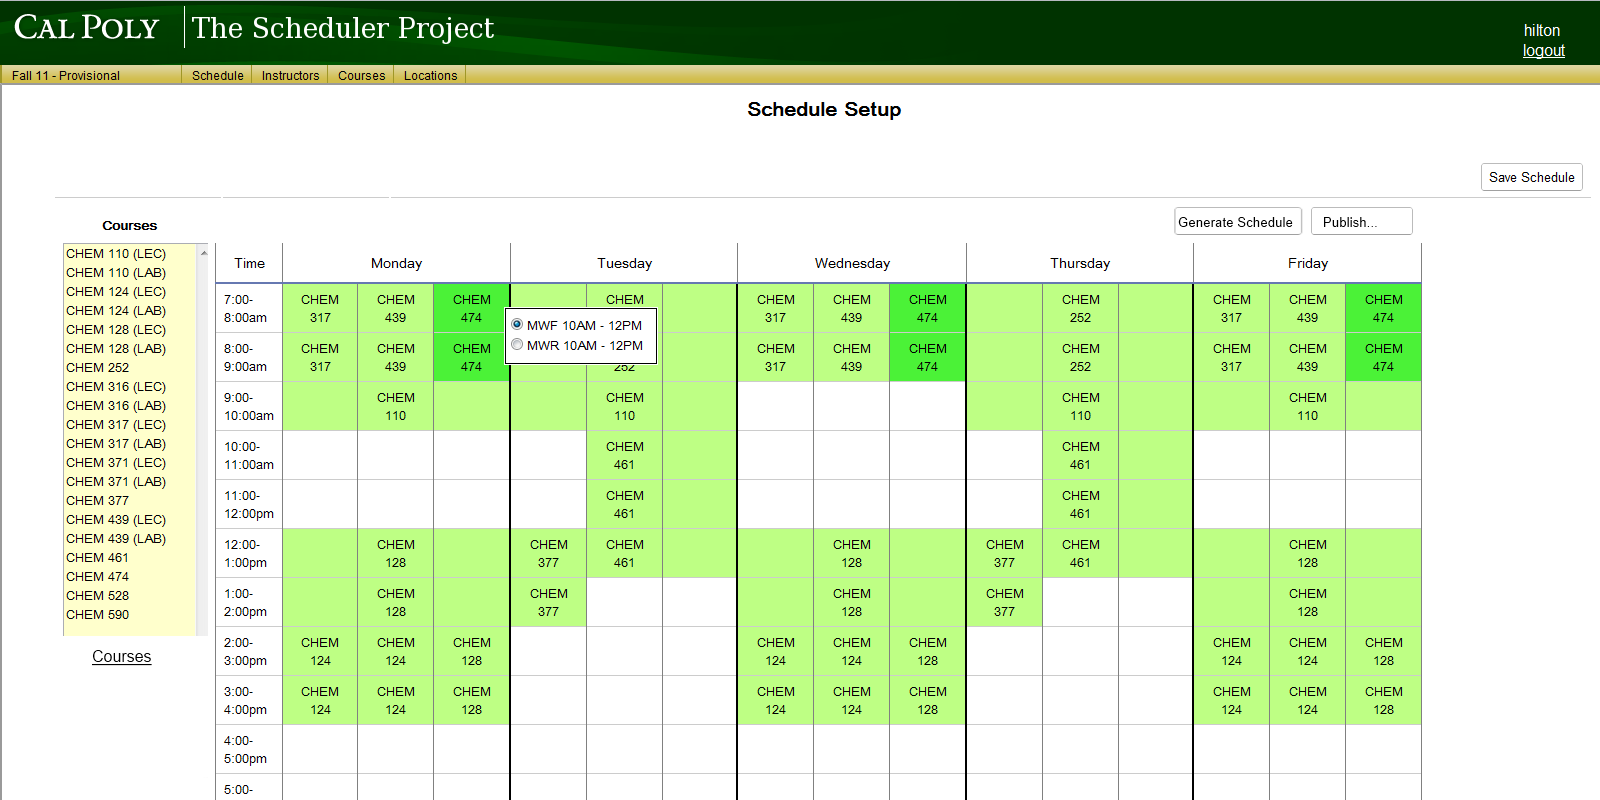 CAL POLY The Scheduler Project
hilton
logout
Fall 11 - Provisional Schedule Instructors Courses Locations
Schedule Setup
Save Schedule
Generate Schedule Publish...
Courses
CHEM 110 (LEC)
CHEM 110 (LAB)
CHEM 124 (LEC)
CHEM 124 (LAB)
CHEM 128 (LEC)
CHEM 128 (LAB)
CHEM 252
CHEM 316 (LEC)
CHEM 316 (LAB)
CHEM 317 (LEC)
CHEM 317 (LAB)
CHEM 371 (LEC)
CHEM 371 (LAB)
CHEM 377
CHEM 439 (LEC)
CHEM 439 (LAB)
CHEM 461
CHEM 474
CHEM 528
CHEM 590
Courses
Time Monday Tuesday Wednesday Thursday Friday
7:00- CHEM CHEM CHEM CHEM CHEM CHEM CHEM CHEM CHEM CHEM CHEM
8:00am 317 439 474 317 439 474 252 317 439 474
MWF 10AM - 12PM
MWR 10AM - 12PM
8:00- CHEM CHEM CHEM CHEM CHEM CHEM CHEM CHEM CHEM CHEM
9:00am 317 439 474 252 317 439 474 252 317 439 474
9:00- CHEM CHEM CHEM CHEM
10:00am 110 110 110 110
10:00- CHEM CHEM
11:00am 461 461
11:00- CHEM CHEM
12:00pm 461 461
12:00- CHEM CHEM CHEM CHEM CHEM CHEM CHEM
1:00pm 128 377 461 128 377 461 128
1:00- CHEM CHEM CHEM CHEM CHEM
2:00pm 128 377 128 377 128
2:00- CHEM CHEM CHEM CHEM CHEM CHEM CHEM CHEM CHEM
3:00pm 124 124 128 124 124 128 124 124 128
3:00- CHEM CHEM CHEM CHEM CHEM CHEM CHEM CHEM CHEM
4:00pm 124 124 128 124 124 128 124 124 128
4:00-
5:00pm
5:00-